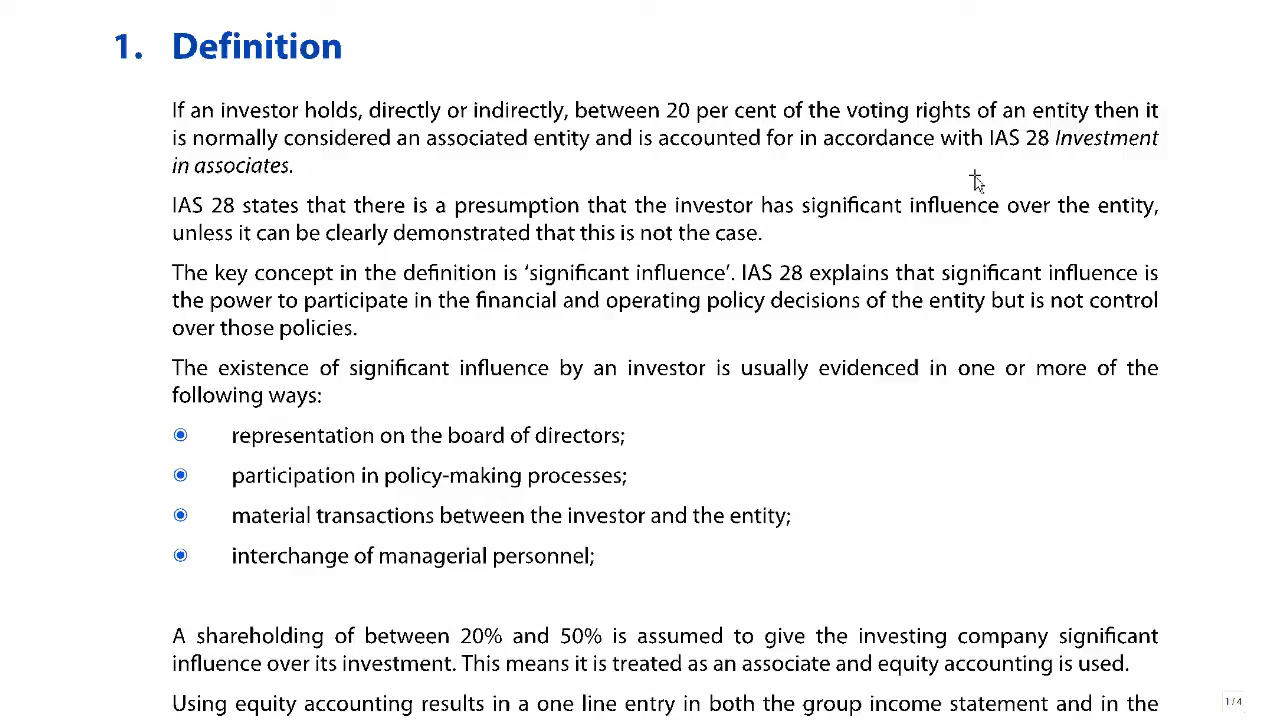 1. Definition
If an investor holds, directly or indirectly, between 20 per cent of the voting rights of an entity then it
is normally considered an associated entity and is accounted for in accordance with IAS 28 Investment
in associates.
IAS 28 states that there is a presumption that the investor has significant influence over the entity,
unless it can be clearly demonstrated that this is not the case.
The key concept in the definition is ‘significant influence’. IAS 28 explains that significant influence is
the power to participate in the financial and operating policy decisions of the entity but is not control
over those policies.
The existence of significant influence by an investor is usually evidenced in one or more of the
following ways:
representation on the board of directors;
participation in policy-making processes;
material transactions between the investor and the entity;
interchange of managerial personnel;
A shareholding of between 20% and 50% is assumed to give the investing company significant
influence over its investment. This means it is treated as an associate and equity accounting is used.
Using equity accounting results in a one line entry in both the group income statement and in the
1 / 4